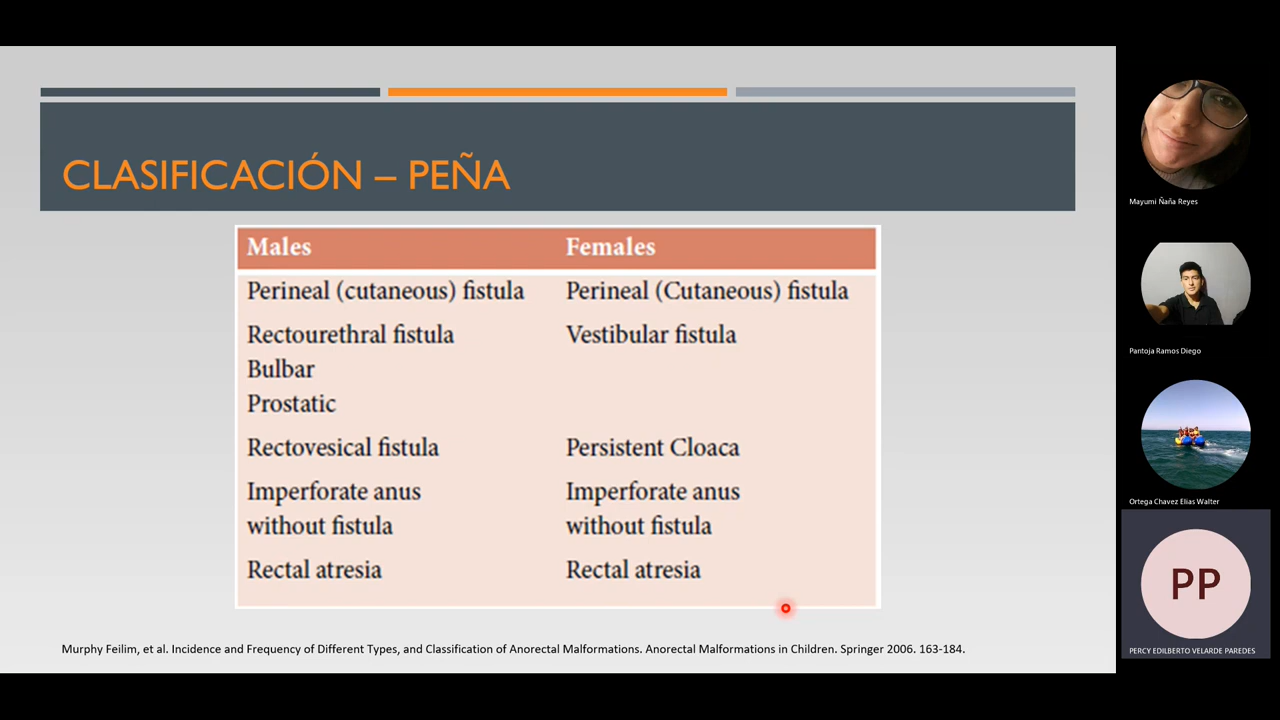 CLASIFICACIÓN – PEÑA
Males Females
Perineal (cutaneous) fistula Perineal (Cutaneous) fistula
Rectourethral fistula Vestibular fistula
Bulbar
Prostatic
Rectovesical fistula Persistent Cloaca
Imperforate anus Imperforate anus
without fistula without fistula
Rectal atresia Rectal atresia
Murphy Feilim, et al. Incidence and Frequency of Different Types, and Classification of Anorectal Malformations. Anorectal Malformations in Children. Springer 2006. 163-184.
Mayumi Ñaña Reyes
Pantoja Ramos Diego
Ortega Chavez Elias Walter
PP
PERCY EDILBERTO VELARDE PAREDES